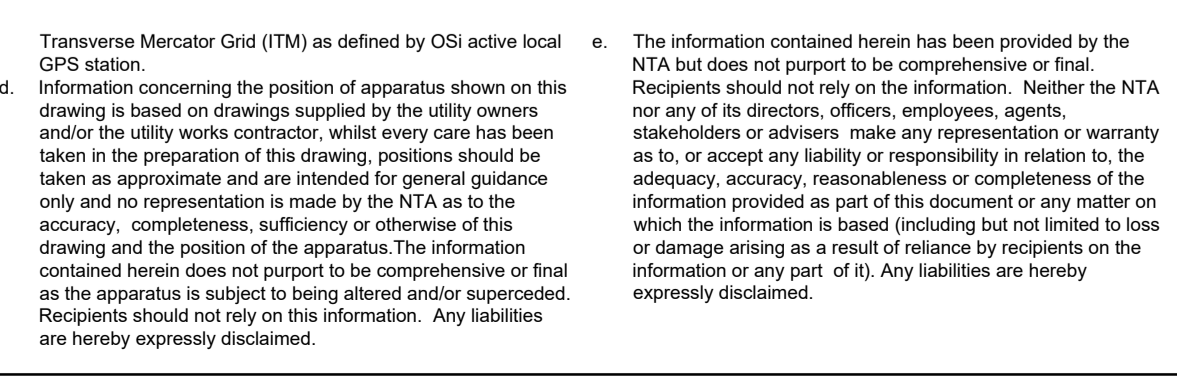 Transverse Mercator Grid (ITM) as defined by OSi active local
GPS station.
d. Information concerning the position of apparatus shown on this
drawing is based on drawings supplied by the utility owners
and/or the utility works contractor, whilst every care has been
taken in the preparation of this drawing, positions should be
taken as approximate and are intended for general guidance
only and no representation is made by the NTA as to the
accuracy,  completeness, sufficiency or otherwise of this
drawing and the position of the apparatus.The information
contained herein does not purport to be comprehensive or final
as the apparatus is subject to being altered and/or superceded.
Recipients should not rely on this information.  Any liabilities
are hereby expressly disclaimed.
e. The information contained herein has been provided by the
NTA but does not purport to be comprehensive or final.
Recipients should not rely on the information.  Neither the NTA
nor any of its directors, officers, employees, agents,
stakeholders or advisers  make any representation or warranty
as to, or accept any liability or responsibility in relation to, the
adequacy, accuracy, reasonableness or completeness of the
information provided as part of this document or any matter on
which the information is based (including but not limited to loss
or damage arising as a result of reliance by recipients on the
information or any part  of it). Any liabilities are hereby
expressly disclaimed.